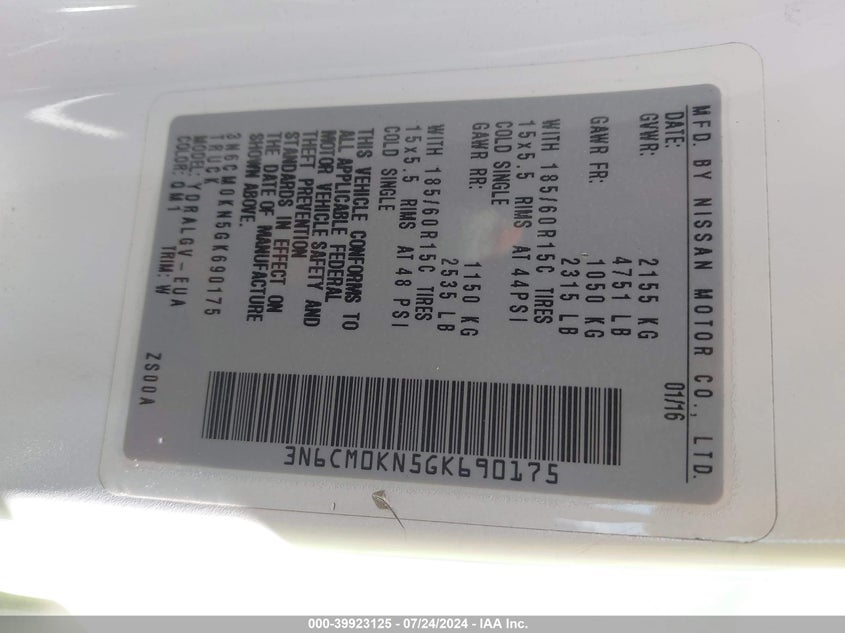 MFD. BY NISSAN MOTOR CO., LTD.
DATE: 01/16
GVWR: 2155 KG
4751 LB
GAWR FR: 1050 KG
2315 LB
WITH 185/60R15C TIRES
15x5.5 RIMS AT 44PSI
COLD SINGLE
GAWR RR: 1150 KG
2535 LB
WITH 185/60R15C TIRES
15x5.5 RIMS AT 48 PSI
COLD SINGLE
THIS VEHICLE CONFORMS TO
ALL APPLICABLE FEDERAL
MOTOR VEHICLE SAFETY AND
THEFT PREVENTION
STANDARDS IN EFFECT ON
THE DATE OF MANUFACTURE
SHOWN ABOVE.
3N6CM0KN5GK690175
TRUCK
MODEL: YDRALGV-EUA
COLOR: QM1 TRIM: W
ZS00A
3N6CM0KN5GK690175
000-39923125 - 07/24/2024 - IAA Inc.